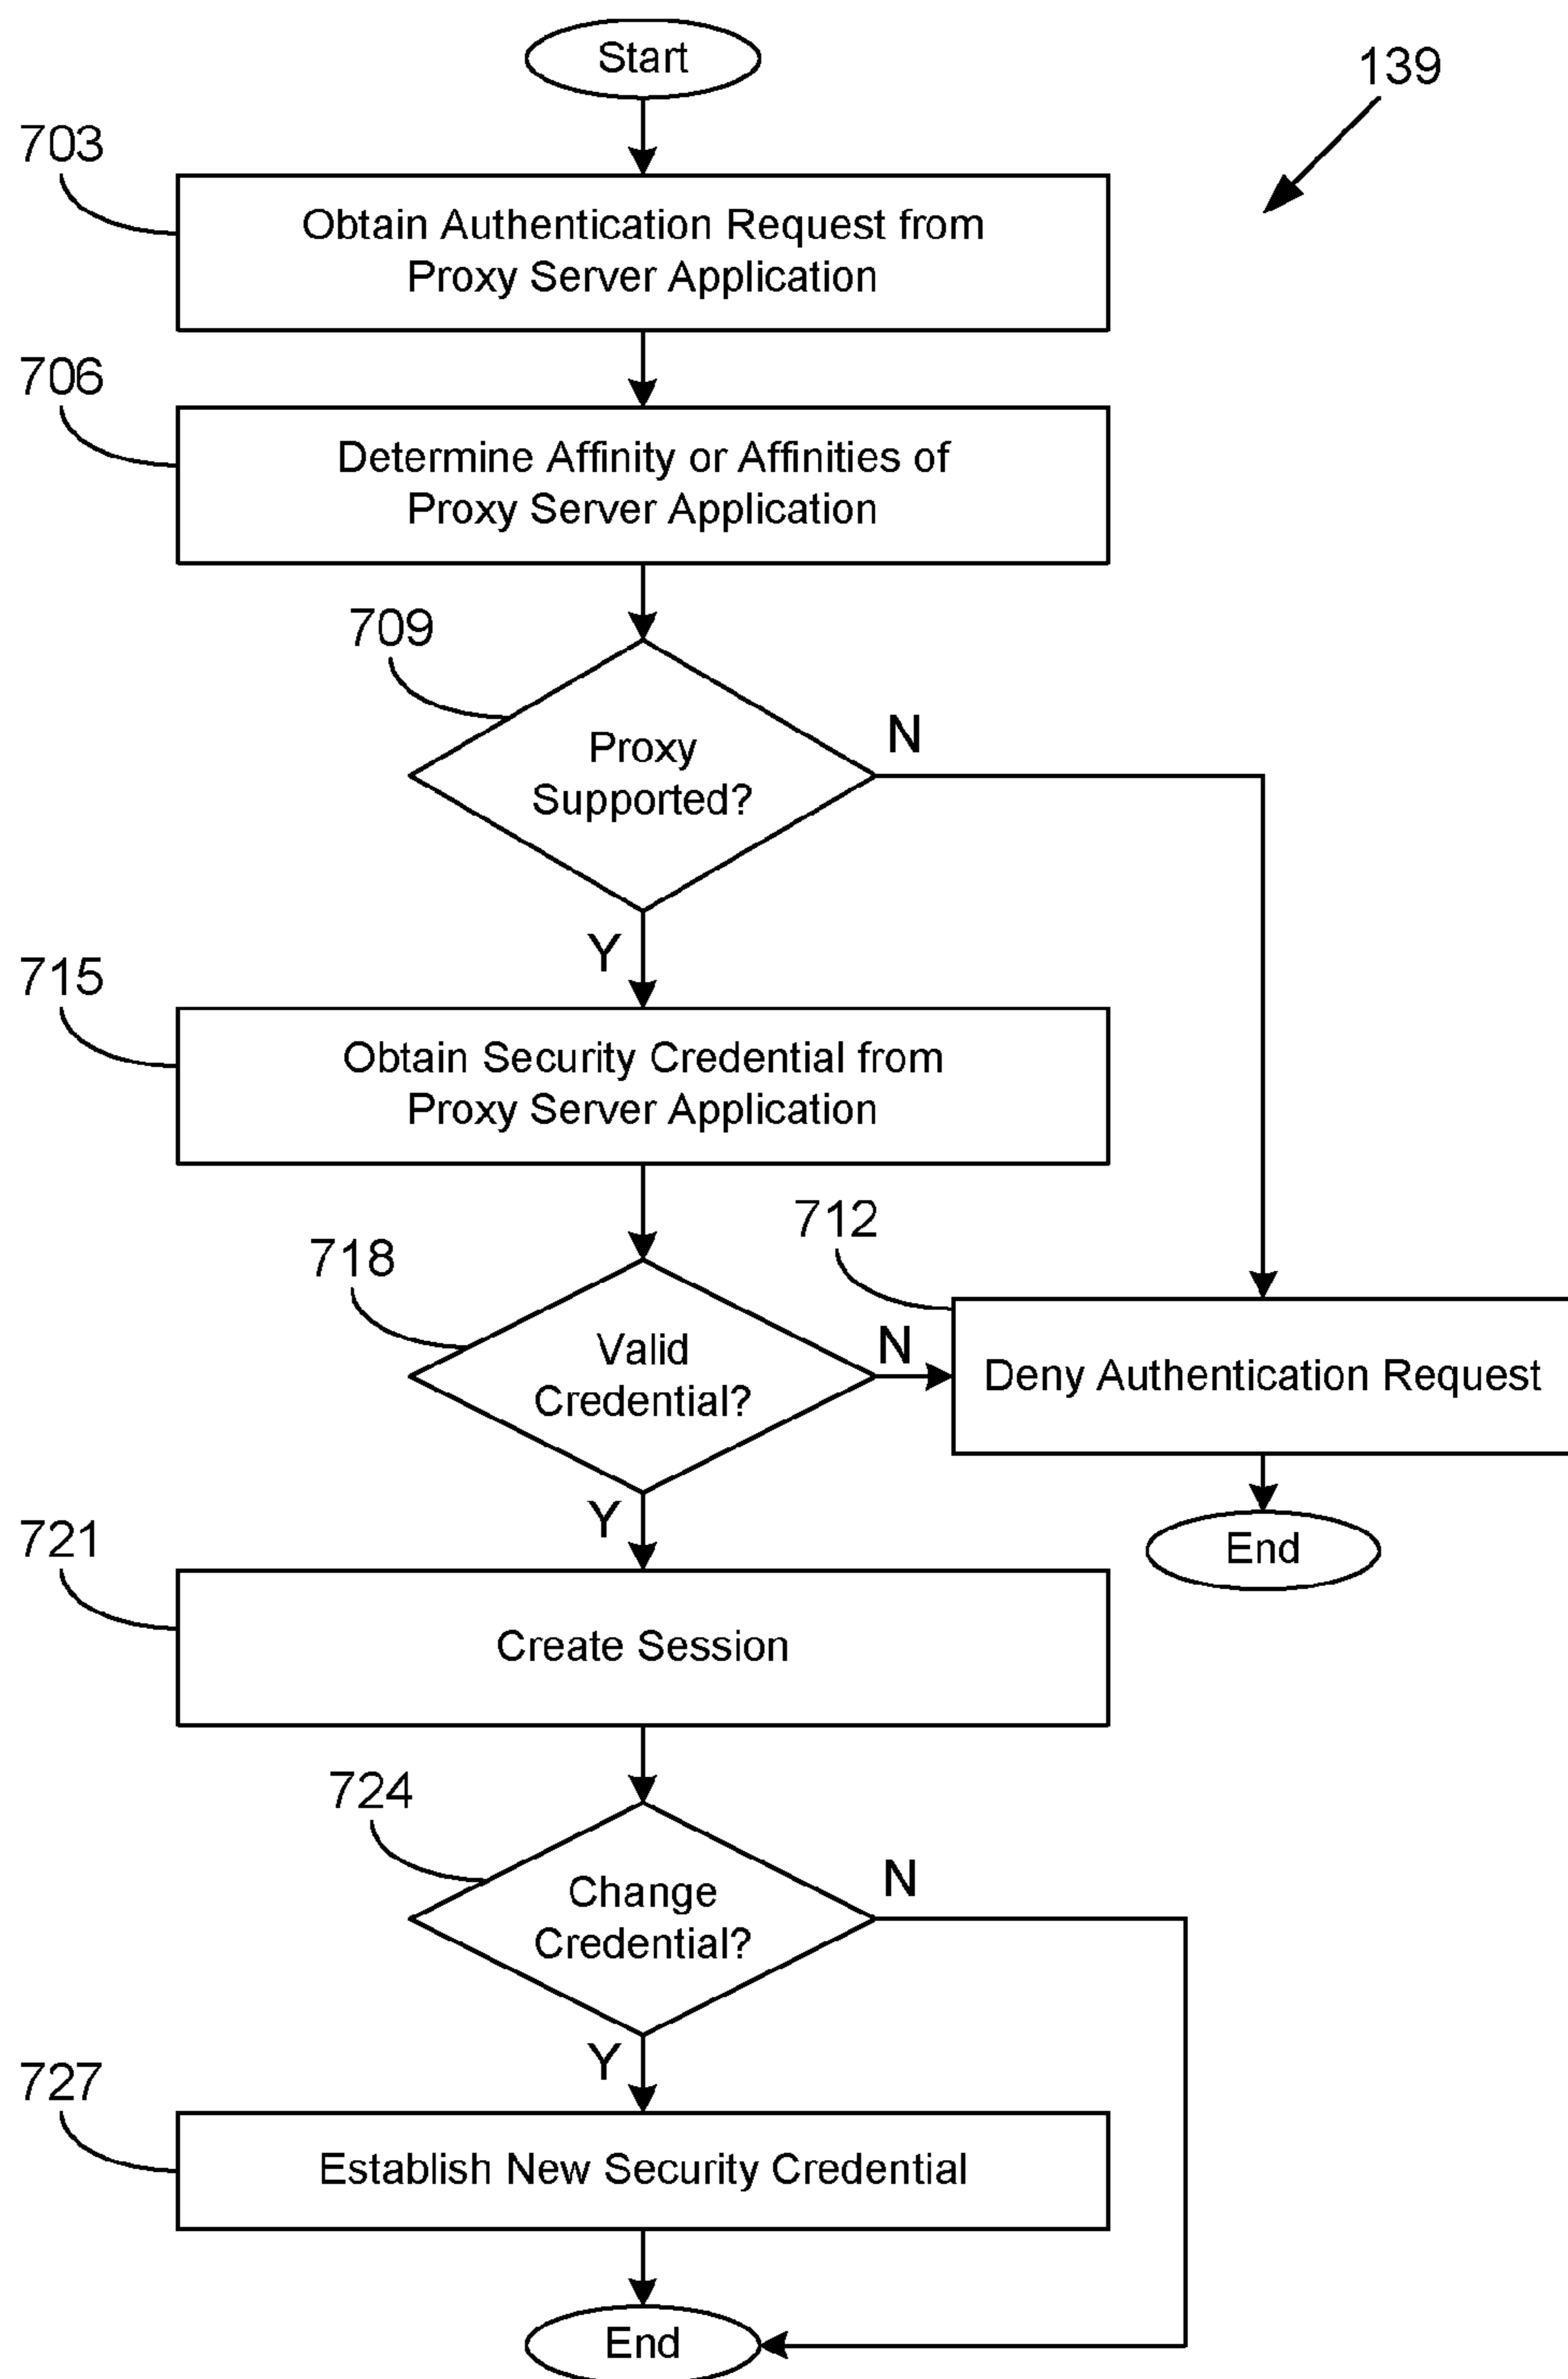 Start
139
703
Obtain Authentication Request from
Proxy Server Application
706
Determine Affinity or Affinities of
Proxy Server Application
709
Proxy
Supported?
N
Y
715
Obtain Security Credential from
Proxy Server Application
712
718
Valid
Credential?
N
Deny Authentication Request
Y
End
721
Create Session
724
Change
Credential?
N
Y
727
Establish New Security Credential
End